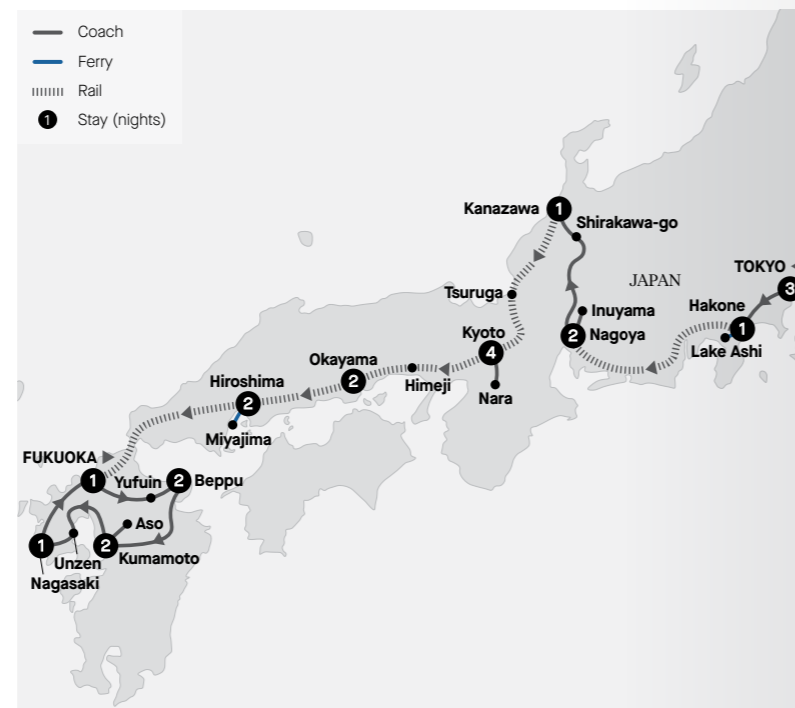 Coach
Ferry
Rail
1 Stay (nights)
Kanazawa 1
Shirakawa-go
JAPAN
TOKYO
3
Tsuruga
Inuyama
Hakone
1
2 Nagoya
Lake Ashi
Kyoto
4
Okayama
2
Himeji
Nara
Hiroshima
2
Miyajima
FUKUOKA
1
Yufuin
2 Beppu
Aso
1
2
Kumamoto
Unzen
Nagasaki